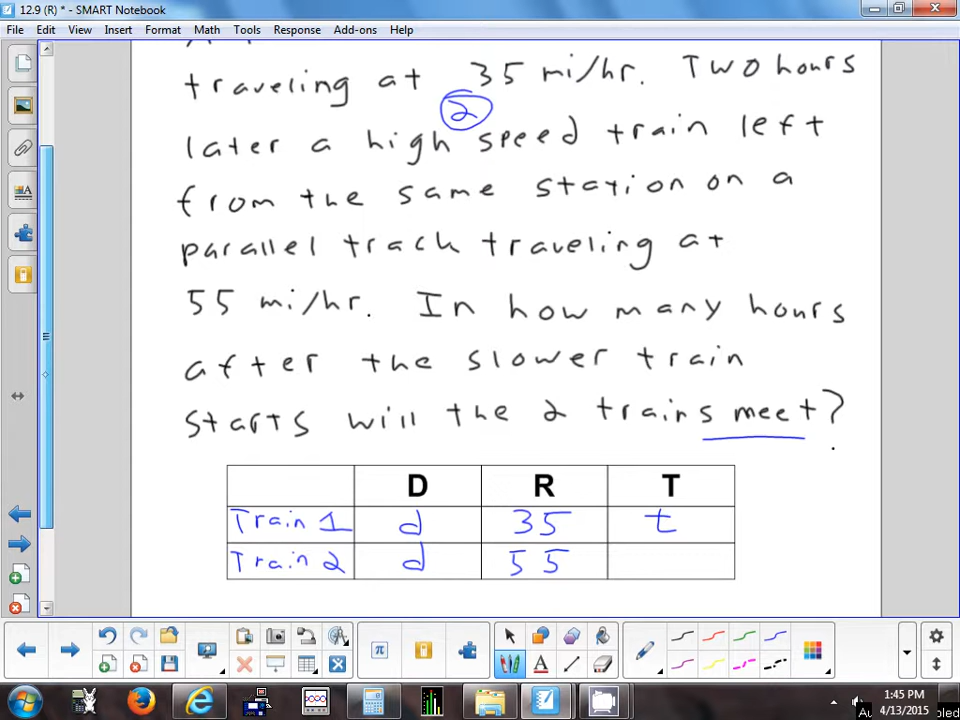 12.9 (R) * - SMART Notebook
File Edit View Insert Format Math Tools Response Add-ons Help
traveling at 35 mi/hr. Two hours
2
later a high speed train left
from the same station on a
parallel track traveling at
55 mi/hr. In how many hours
after the slower train
starts will the 2 trains meet?
D R T
Train 1 d 35 t
Train 2 d 55
1:45 PM
4/13/2015